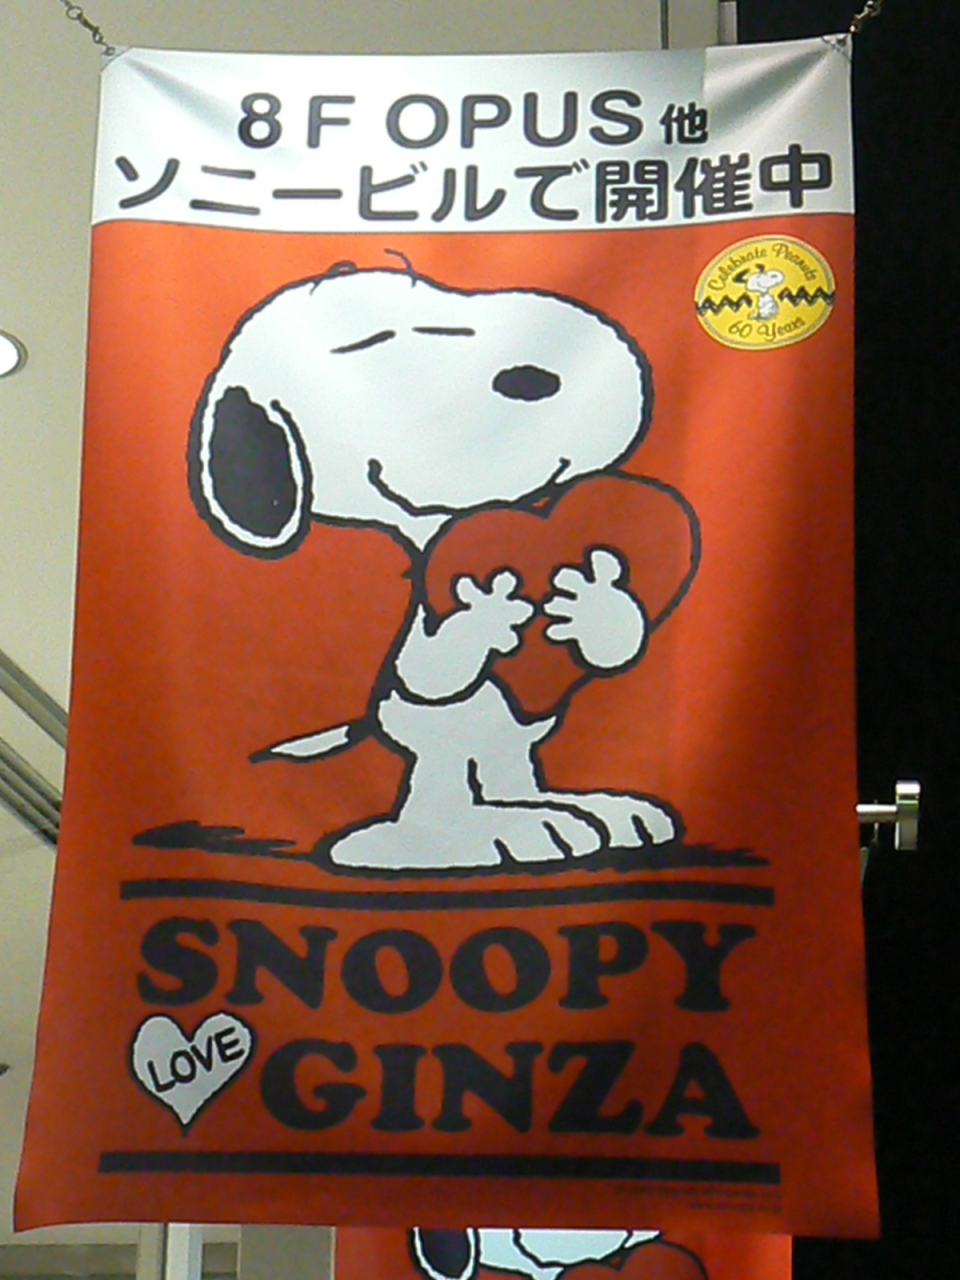 8F OPUS 他
ソニービルで開催中
Celebrate Peanuts
60 Years
SNOOPY
LOVE
GINZA